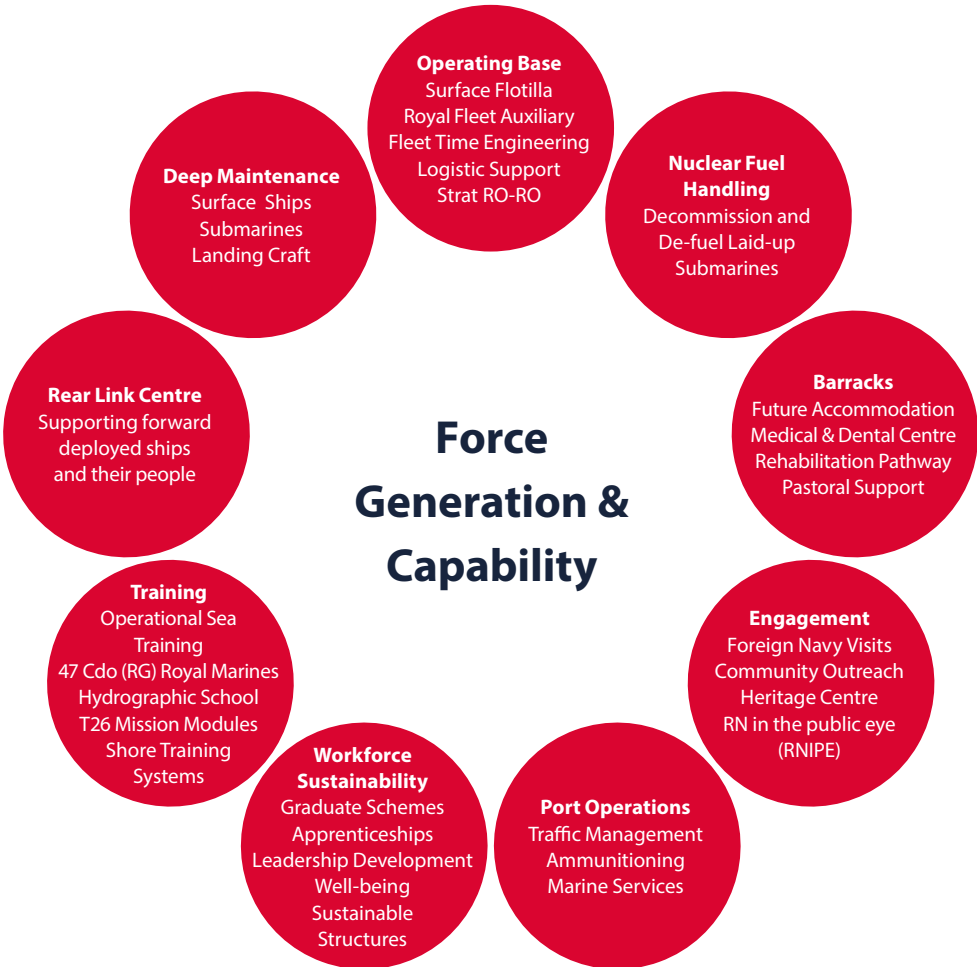 Operating Base
Surface Flotilla
Royal Fleet Auxiliary
Fleet Time Engineering
Logistic Support
Strat RO-RO
Nuclear Fuel
Handling
Decommission and
De-fuel Laid-up
Submarines
Barracks
Future Accommodation
Medical & Dental Centre
Rehabilitation Pathway
Pastoral Support
Engagement
Foreign Navy Visits
Community Outreach
Heritage Centre
RN in the public eye
(RNIPE)
Port Operations
Traffic Management
Ammunitioning
Marine Services
Workforce
Sustainability
Graduate Schemes
Apprenticeships
Leadership Development
Well-being
Sustainable
Structures
Training
Operational Sea
Training
47 Cdo (RG) Royal Marines
Hydrographic School
T26 Mission Modules
Shore Training
Systems
Rear Link Centre
Supporting forward
deployed ships
and their people
Deep Maintenance
Surface Ships
Submarines
Landing Craft
Force
Generation &
Capability